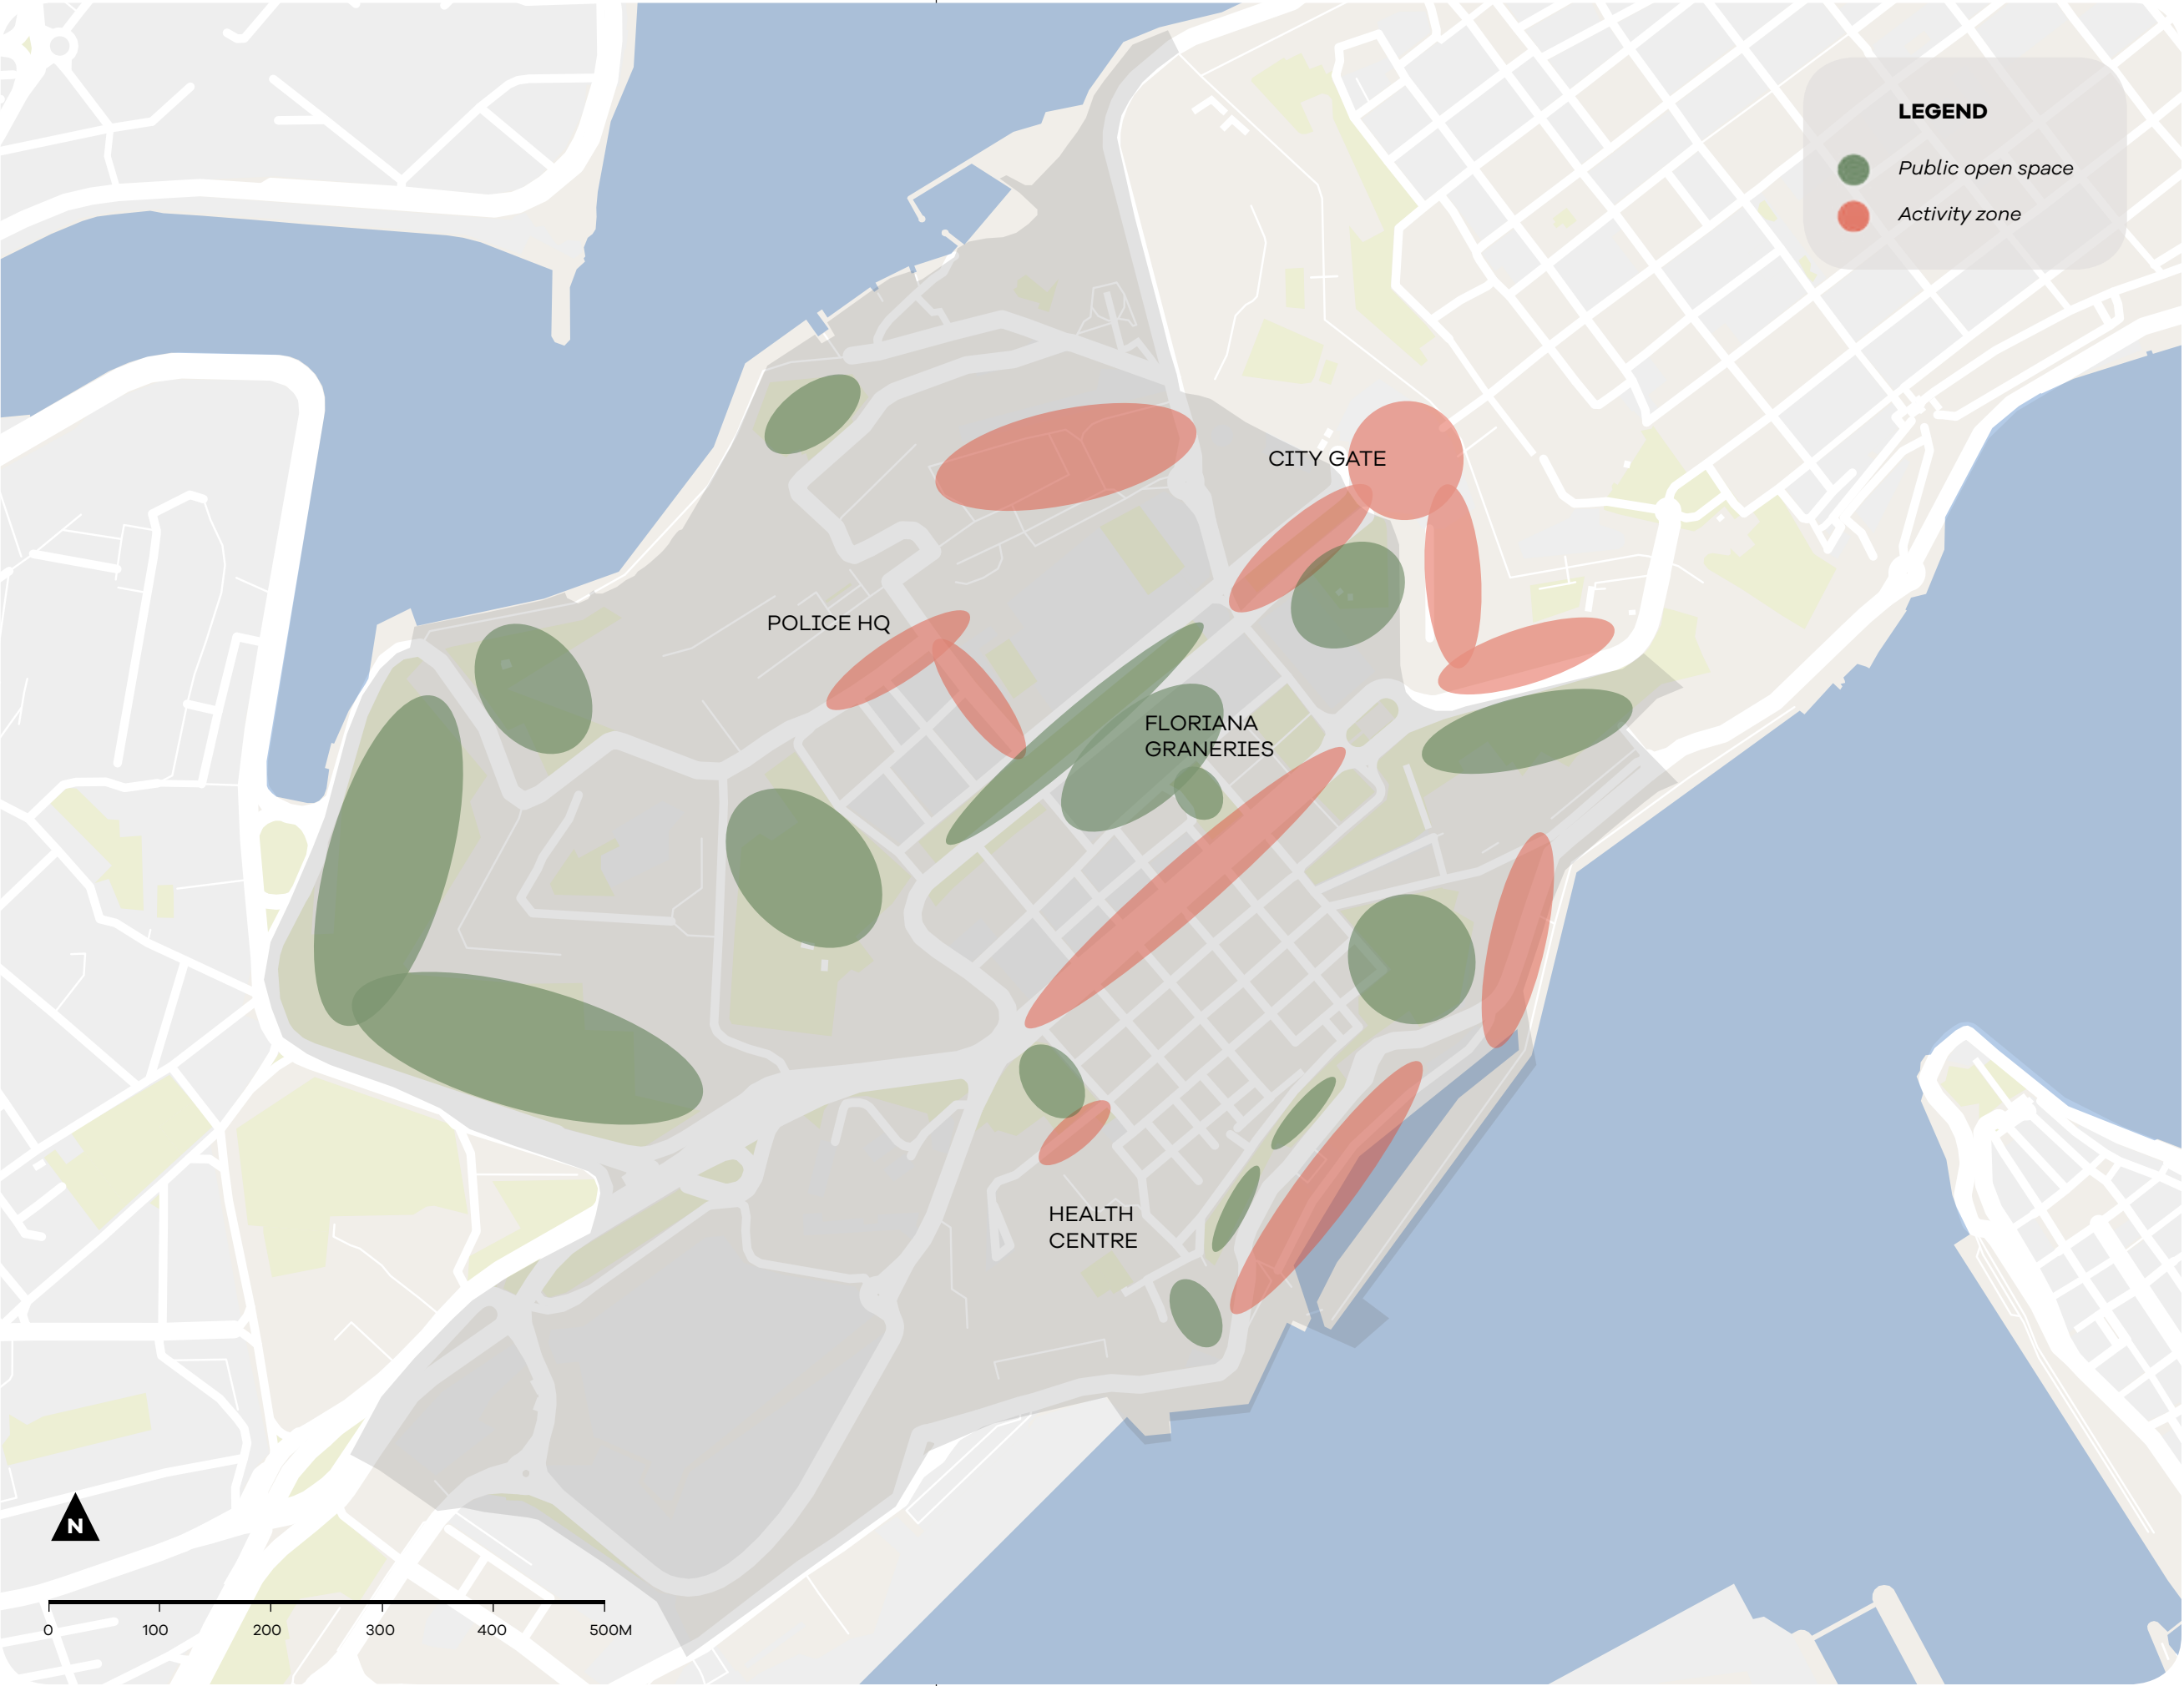 LEGEND
Public open space
Activity zone
CITY GATE
POLICE HQ
FLORIANA
GRANERIES
HEALTH
CENTRE
N
0 100 200 300 400 500M